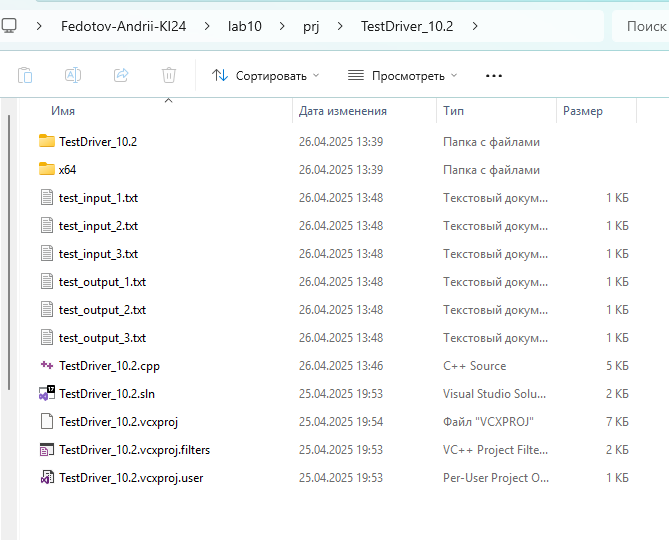 Fedotov-Andrii-KI24 > lab10 > prj > TestDriver_10.2 > Поиск
Сортировать Просмотреть
Имя Дата изменения Тип Размер
TestDriver_10.2 26.04.2025 13:39 Папка с файлами
x64 26.04.2025 13:39 Папка с файлами
test_input_1.txt 26.04.2025 13:48 Текстовый докум... 1 КБ
test_input_2.txt 26.04.2025 13:48 Текстовый докум... 1 КБ
test_input_3.txt 26.04.2025 13:48 Текстовый докум... 1 КБ
test_output_1.txt 26.04.2025 13:48 Текстовый докум... 1 КБ
test_output_2.txt 26.04.2025 13:48 Текстовый докум... 1 КБ
test_output_3.txt 26.04.2025 13:48 Текстовый докум... 1 КБ
TestDriver_10.2.cpp 26.04.2025 13:46 C++ Source 5 КБ
TestDriver_10.2.sln 25.04.2025 19:53 Visual Studio Solu... 2 КБ
TestDriver_10.2.vcxproj 25.04.2025 19:54 Файл "VCXPROJ" 7 КБ
TestDriver_10.2.vcxproj.filters 25.04.2025 19:53 VC++ Project Filte... 2 КБ
TestDriver_10.2.vcxproj.user 25.04.2025 19:53 Per-User Project O... 1 КБ